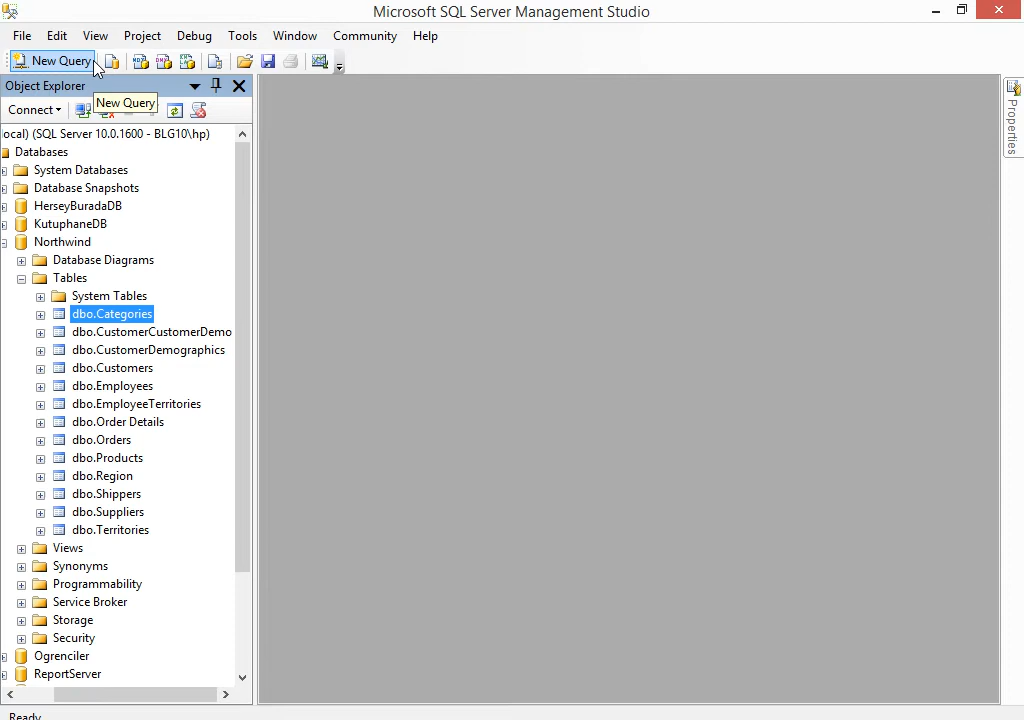 Microsoft SQL Server Management Studio
File Edit View Project Debug Tools Window Community Help
New Query
Object Explorer
New Query
Connect
ocal) (SQL Server 10.0.1600 - BLG10\hp)
Databases
System Databases
Database Snapshots
HerseyBuradaDB
KutuphaneDB
Northwind
Database Diagrams
Tables
System Tables
dbo.Categories
dbo.CustomerCustomerDemo
dbo.CustomerDemographics
dbo.Customers
dbo.Employees
dbo.EmployeeTerritories
dbo.Order Details
dbo.Orders
dbo.Products
dbo.Region
dbo.Shippers
dbo.Suppliers
dbo.Territories
Views
Synonyms
Programmability
Service Broker
Storage
Security
Ogrenciler
ReportServer
Properties
Ready